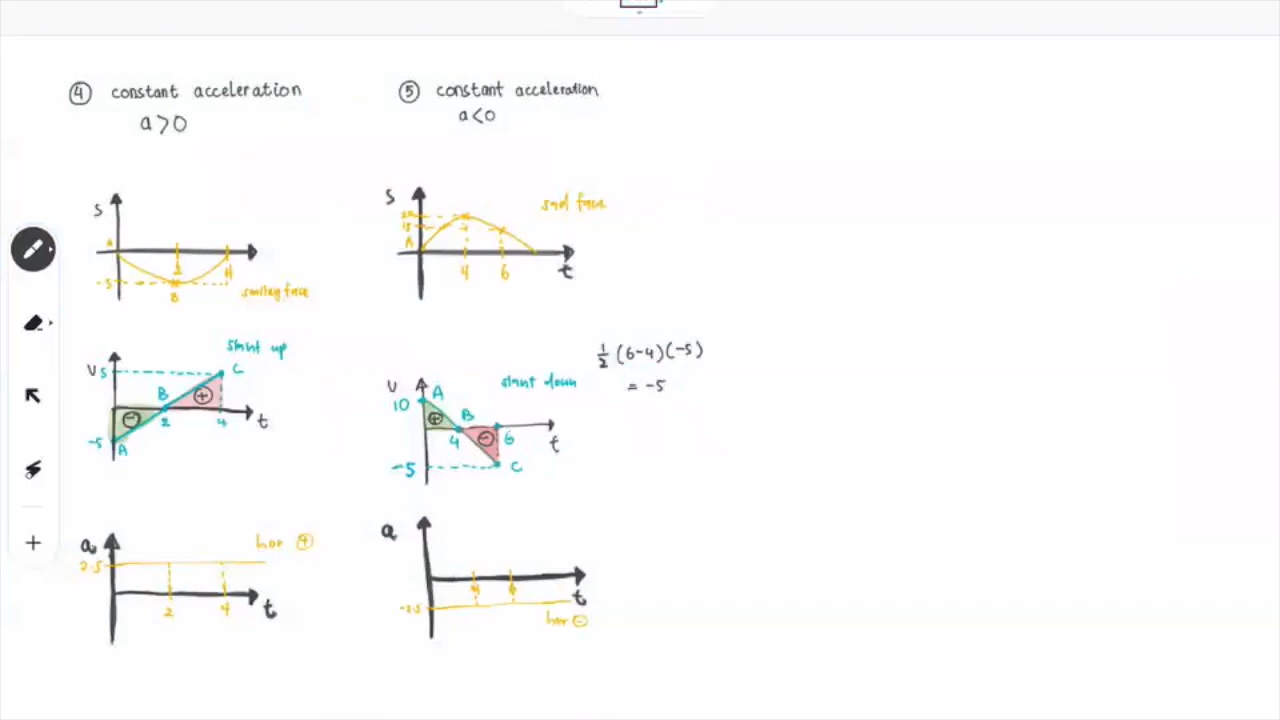 ④ constant acceleration
a>0
⑤ constant acceleration
a<0
s
A
2
4
-5
B
smiley face
s
20
15
A
4
6
t
sad face
slant up
v
5
-5
A
B
C
2
4
t
⊖
⊕
v
10
-5
A
B
C
4
6
t
⊕
⊖
slant down
½ (6-4)(-5)
= -5
a
2.5
2
4
t
hor ⊕
a
-2.5
4
6
t
hor ⊖